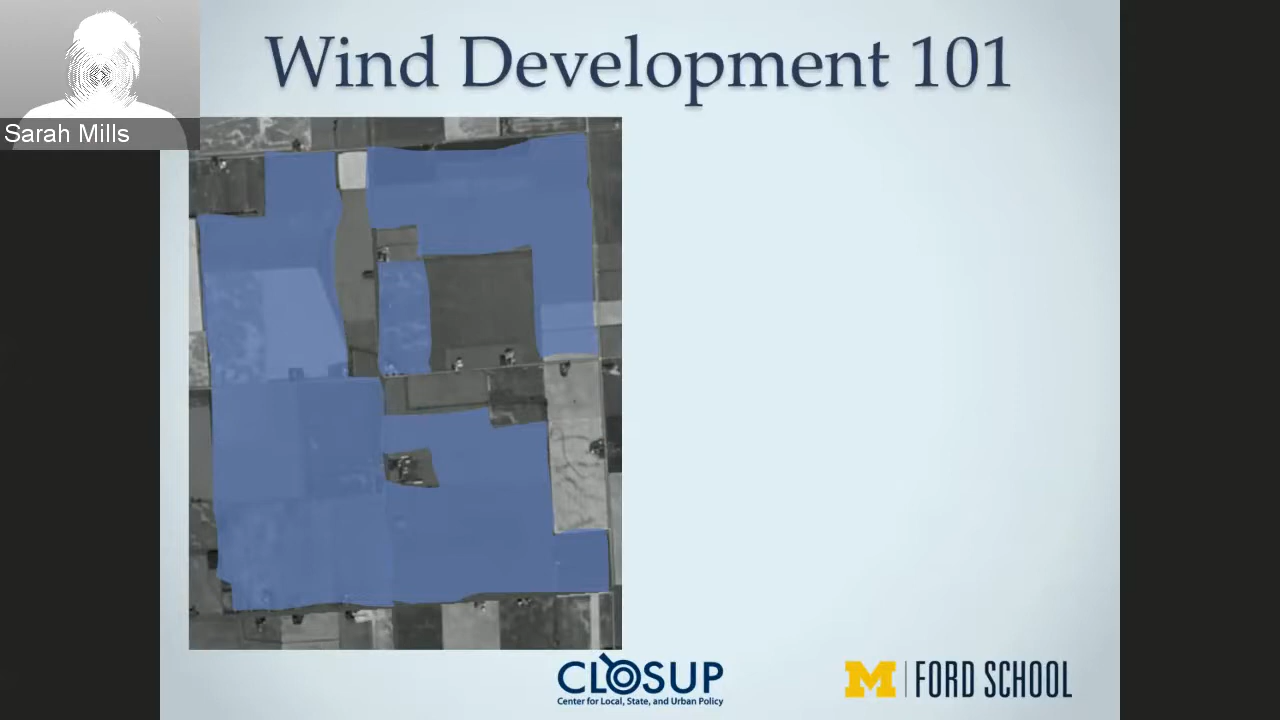 Wind Development 101
Sarah Mills
CLOSUP
Center for Local, State, and Urban Policy
M | FORD SCHOOL